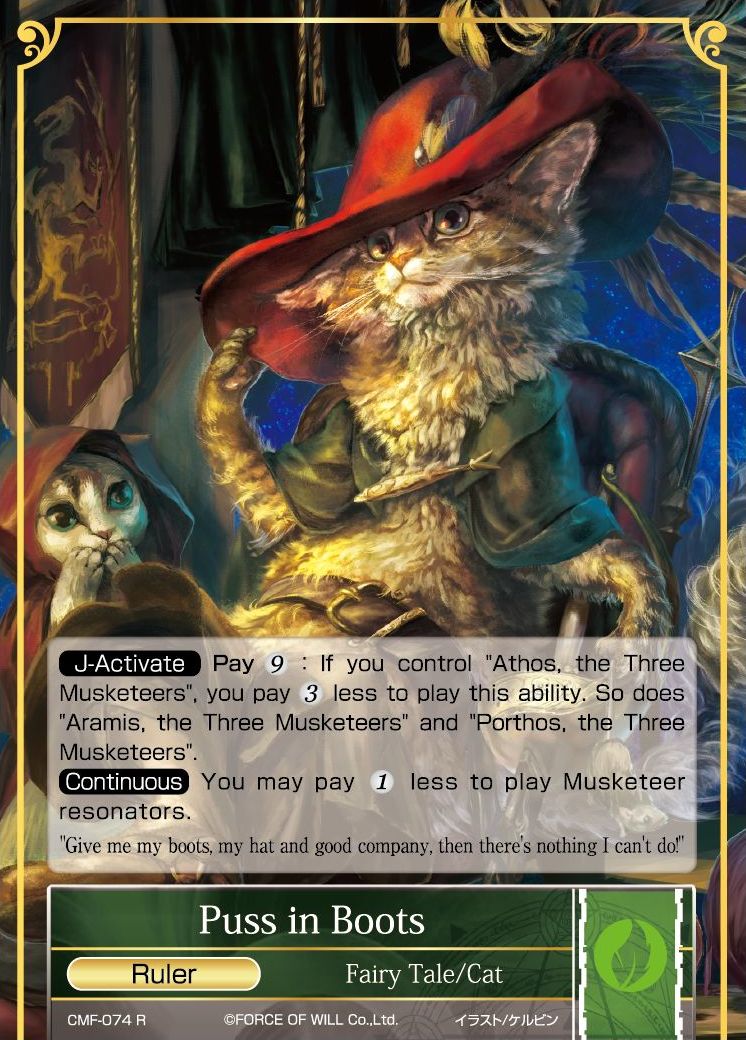 J-Activate Pay 9 : If you control "Athos, the Three
Musketeers", you pay 3 less to play this ability. So does
"Aramis, the Three Musketeers" and "Porthos, the Three
Musketeers".
Continuous You may pay 1 less to play Musketeer
resonators.
"Give me my boots, my hat and good company, then there's nothing I can't do!"
Puss in Boots
Ruler Fairy Tale/Cat
CMF-074 R ©FORCE OF WILL Co.,Ltd. イラスト/ケルビン